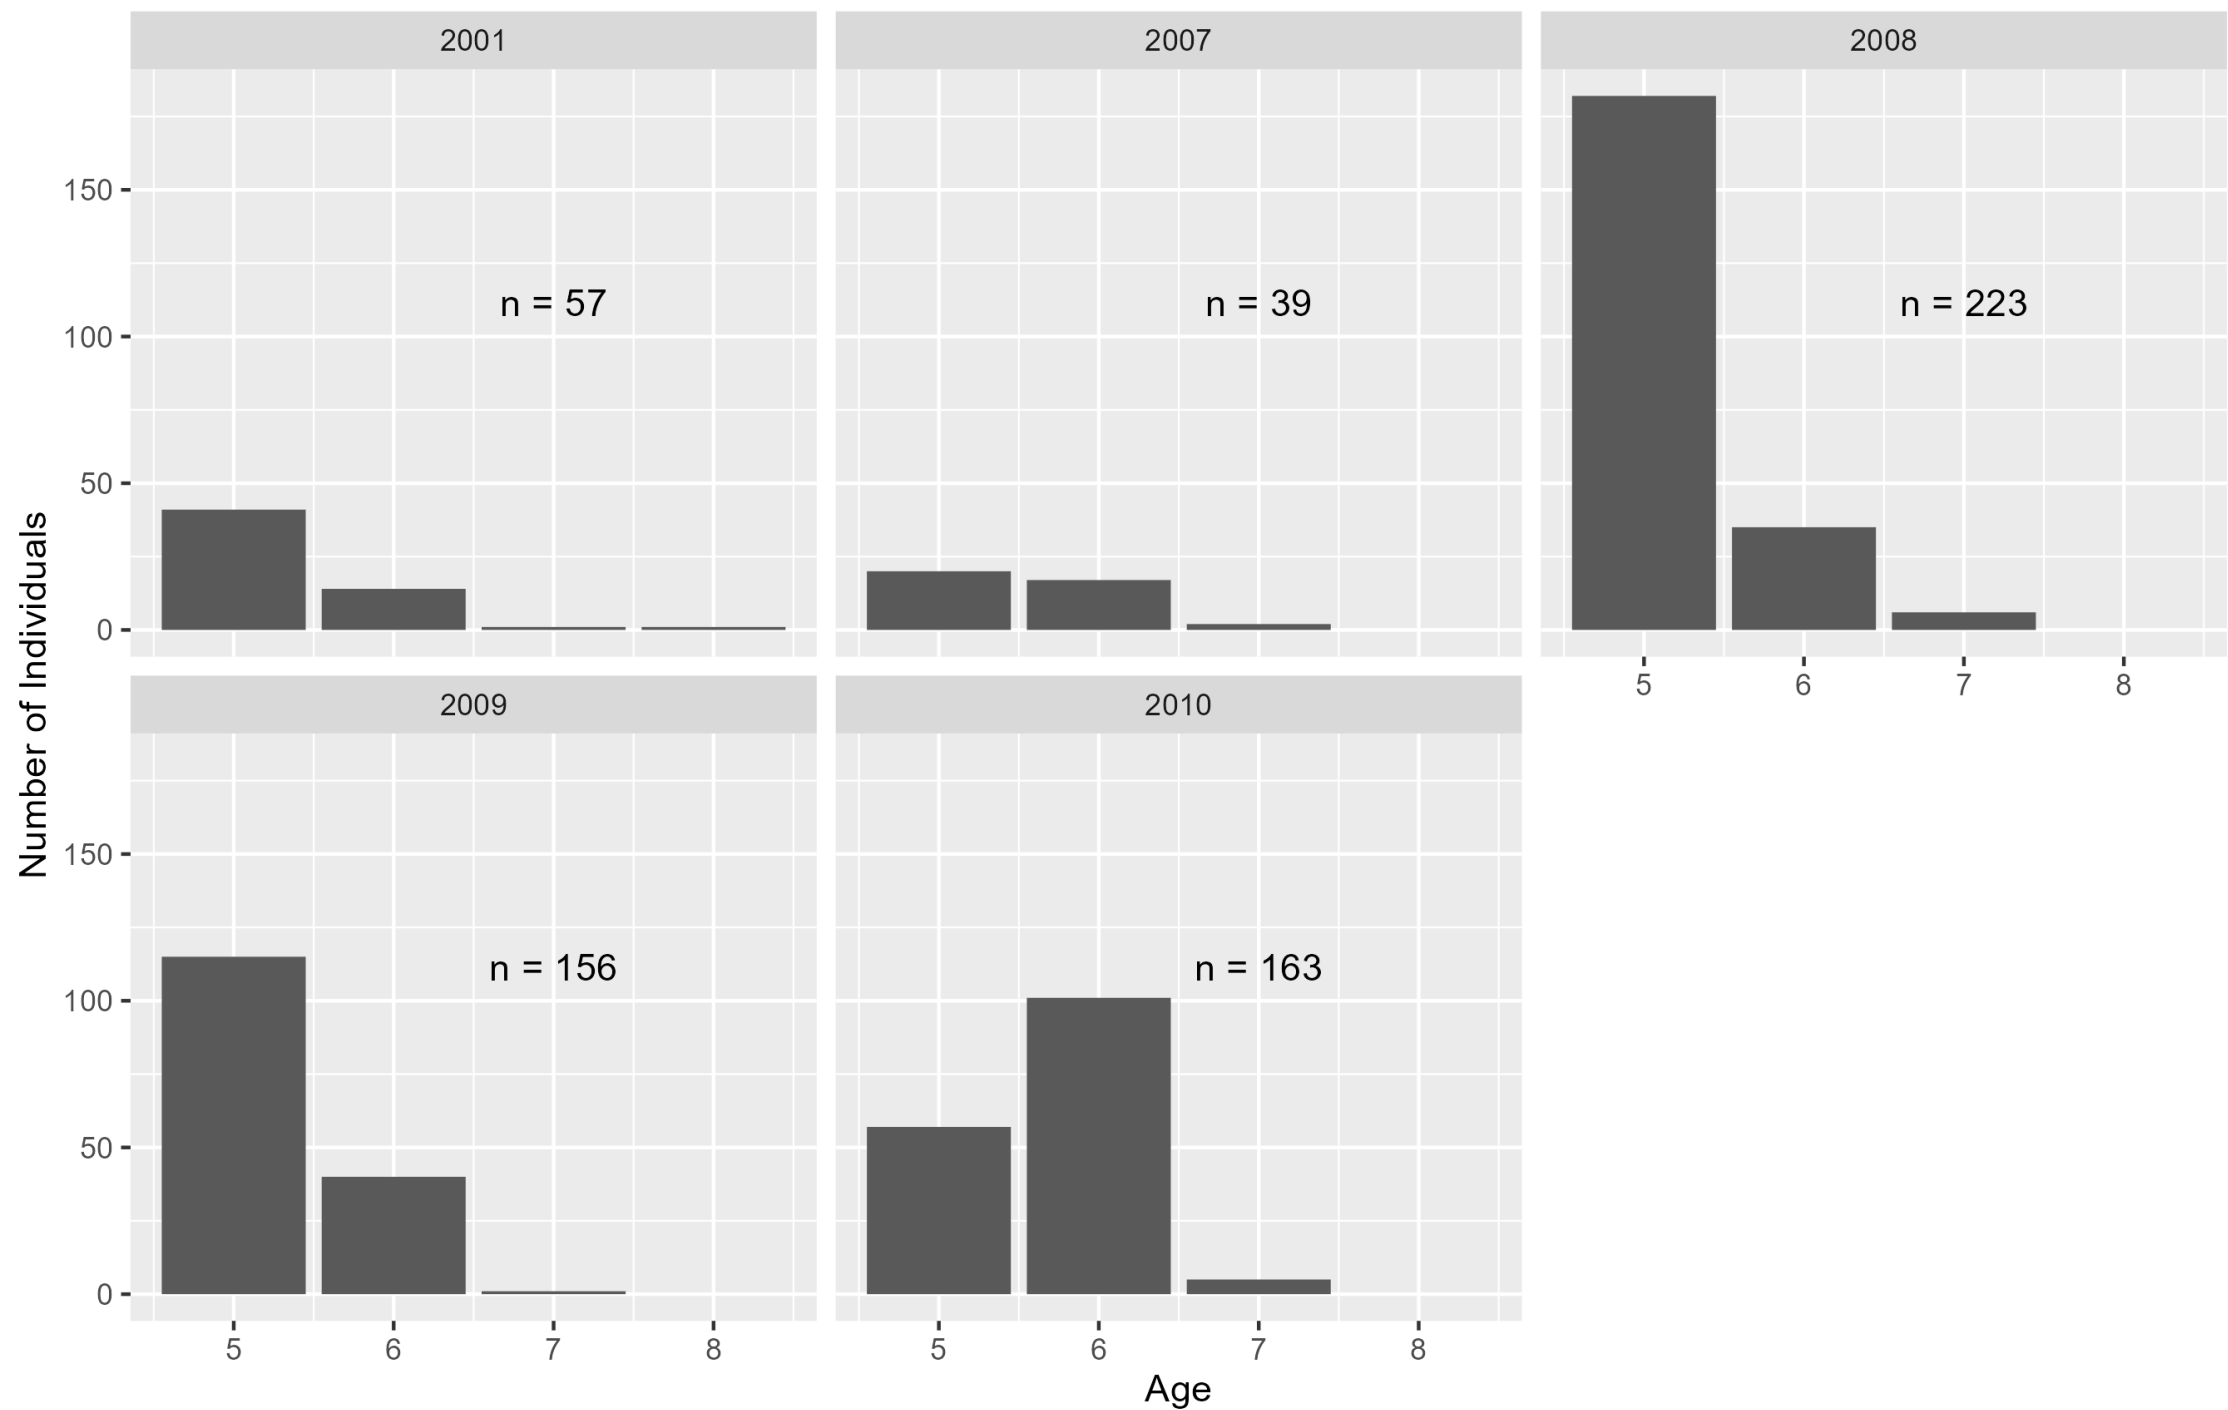 2001
2007
2008
150
100
50
0
n = 57
n = 39
n = 223
5 6 7 8
2009
2010
150
100
50
0
n = 156
n = 163
5 6 7 8
5 6 7 8
Number of Individuals
Age